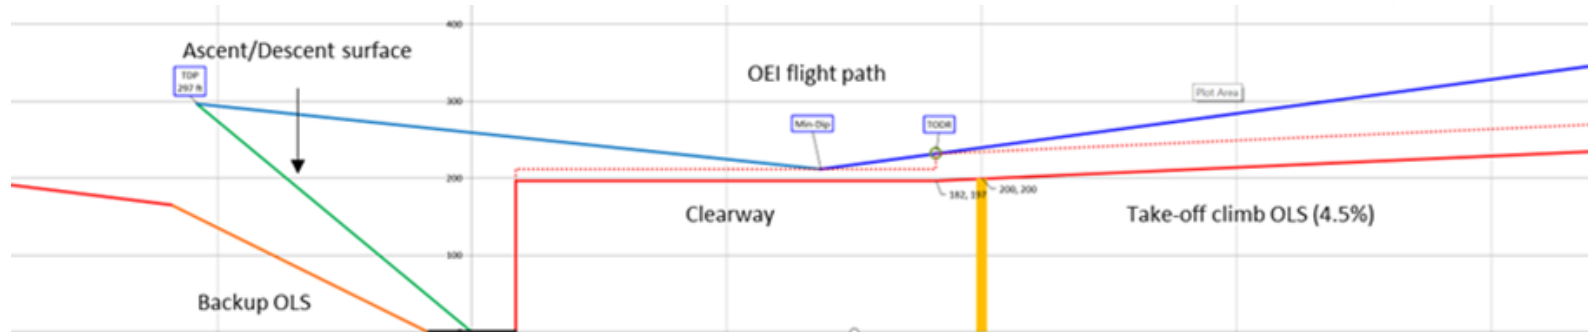 400
Ascent/Descent surface
OEI flight path
TDP
297 ft
Plot Area
300
Min-Dip
TODR
200
182, 197
200, 200
Clearway
Take-off climb OLS (4.5%)
100
Backup OLS